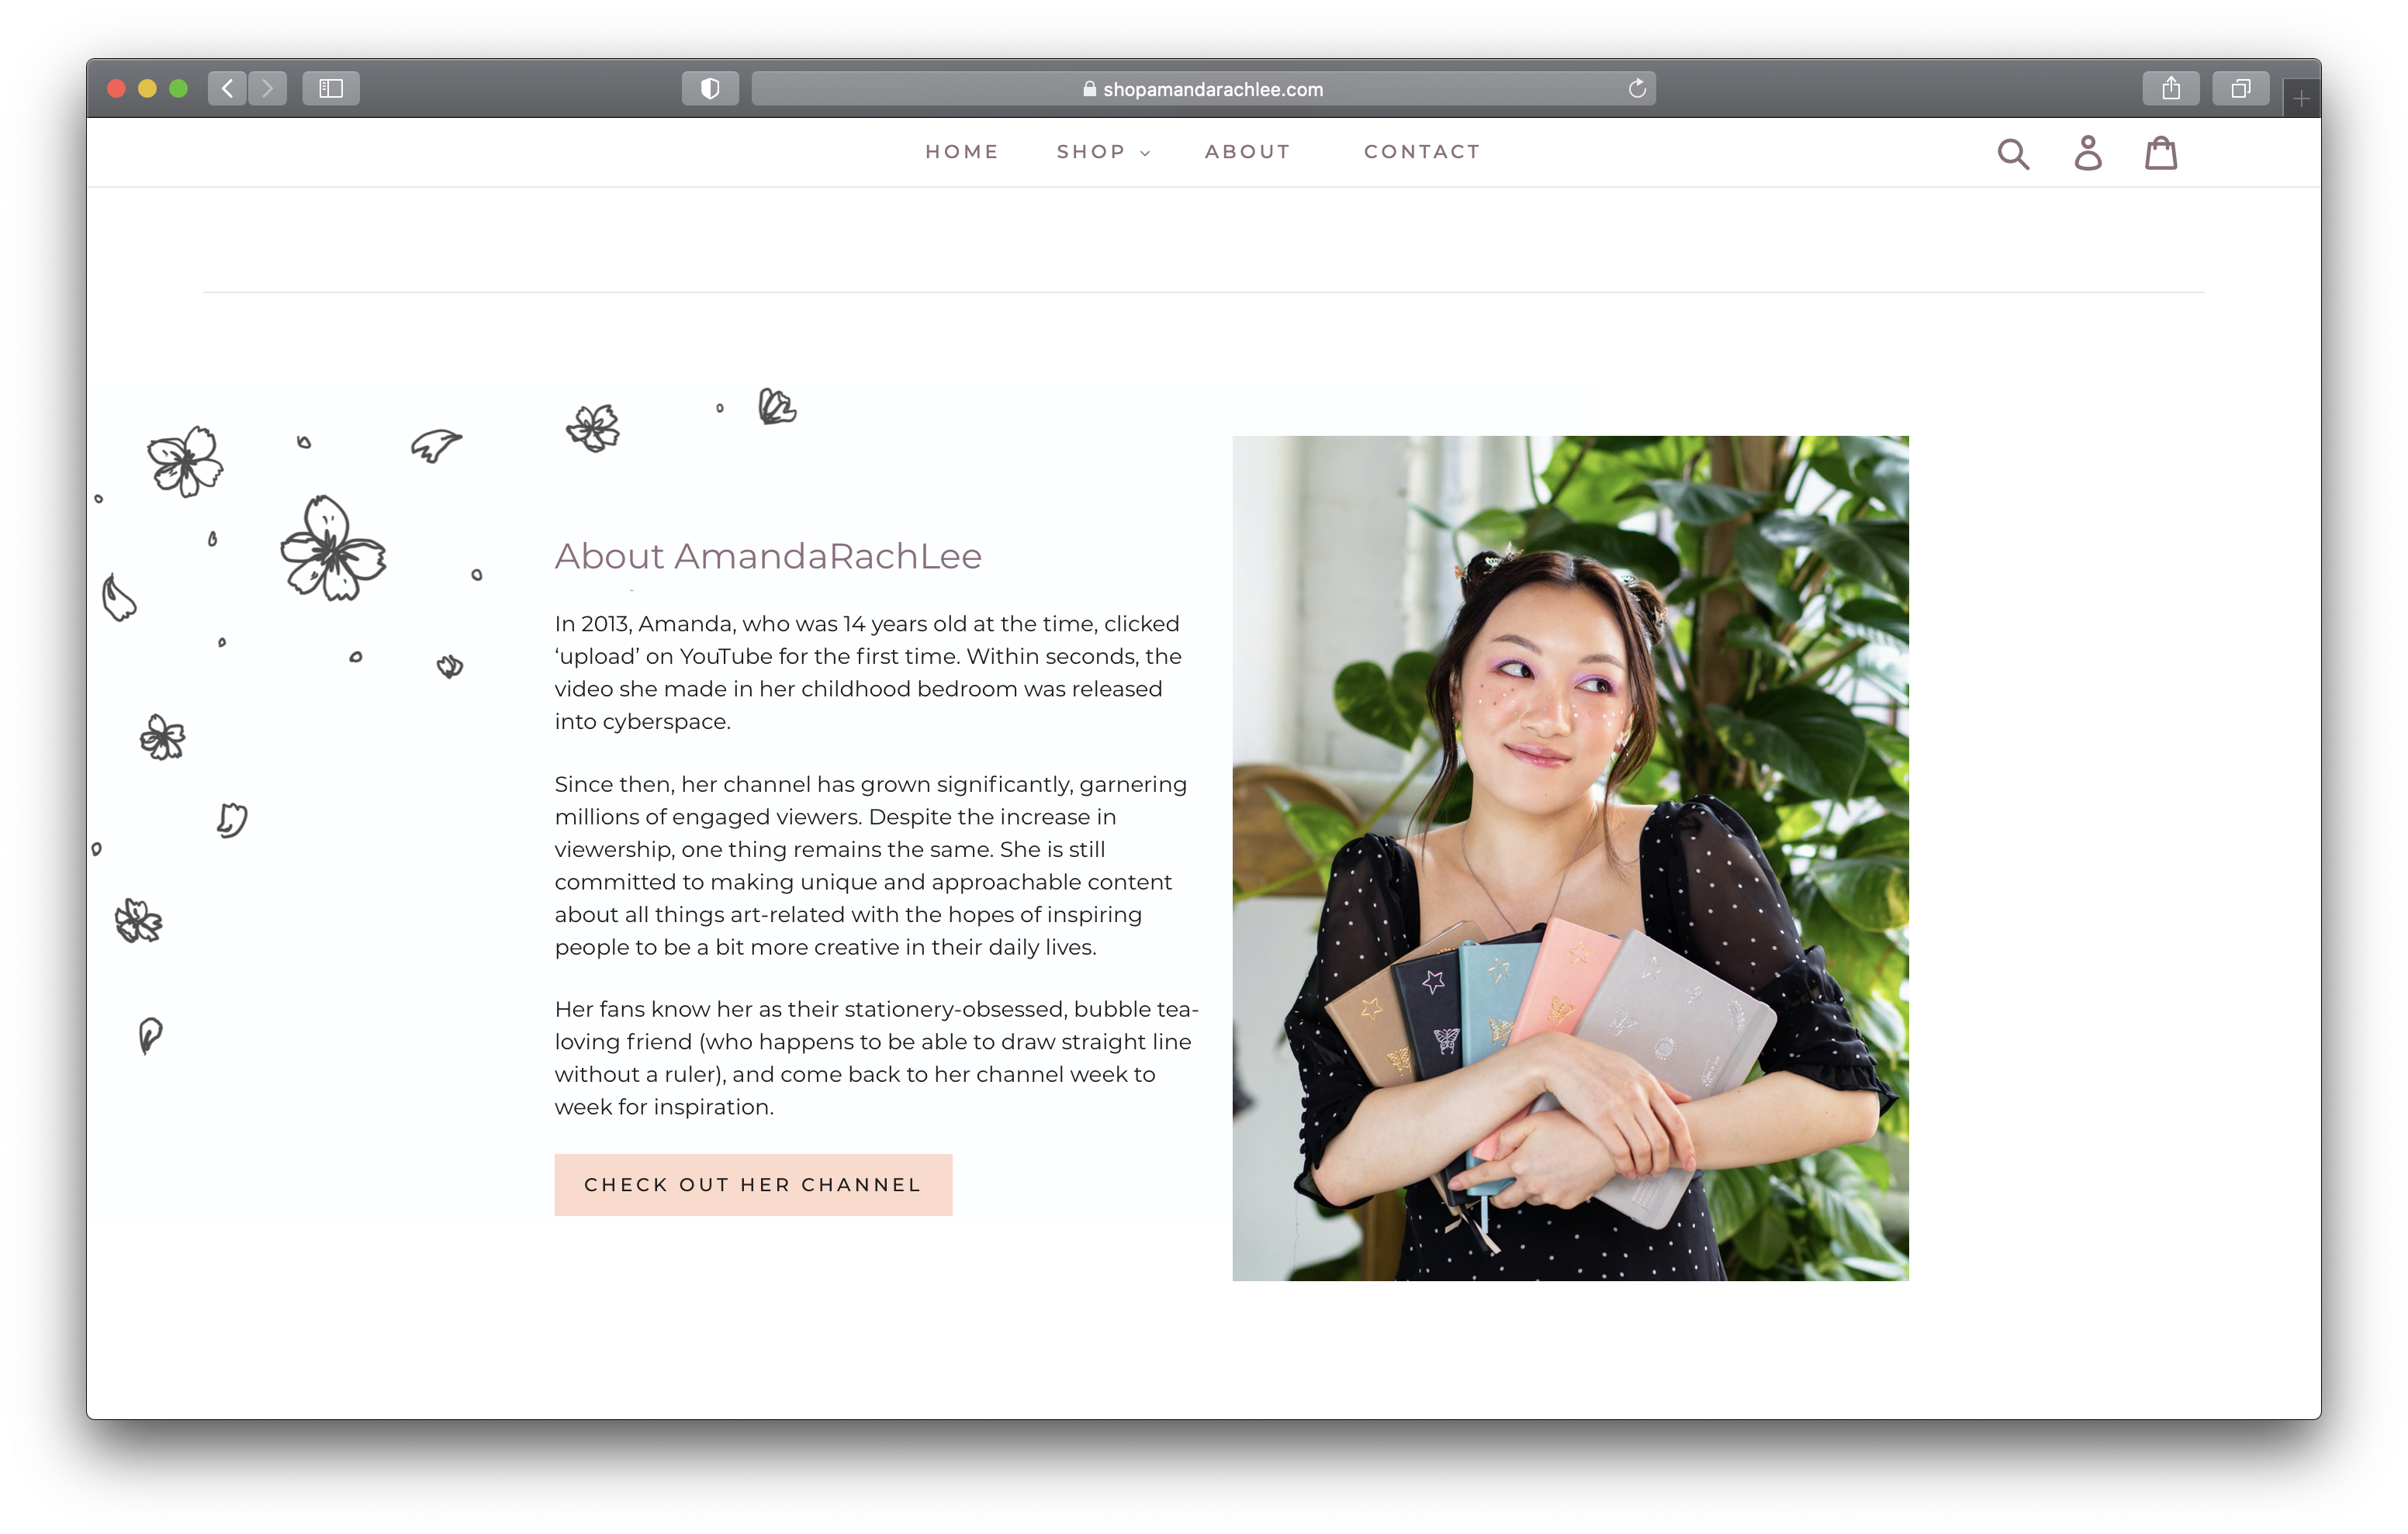 shopamandarachlee.com
HOME SHOP ABOUT CONTACT
About AmandaRachLee
In 2013, Amanda, who was 14 years old at the time, clicked
‘upload’ on YouTube for the first time. Within seconds, the
video she made in her childhood bedroom was released
into cyberspace.
Since then, her channel has grown significantly, garnering
millions of engaged viewers. Despite the increase in
viewership, one thing remains the same. She is still
committed to making unique and approachable content
about all things art-related with the hopes of inspiring
people to be a bit more creative in their daily lives.
Her fans know her as their stationery-obsessed, bubble tea-
loving friend (who happens to be able to draw straight line
without a ruler), and come back to her channel week to
week for inspiration.
CHECK OUT HER CHANNEL